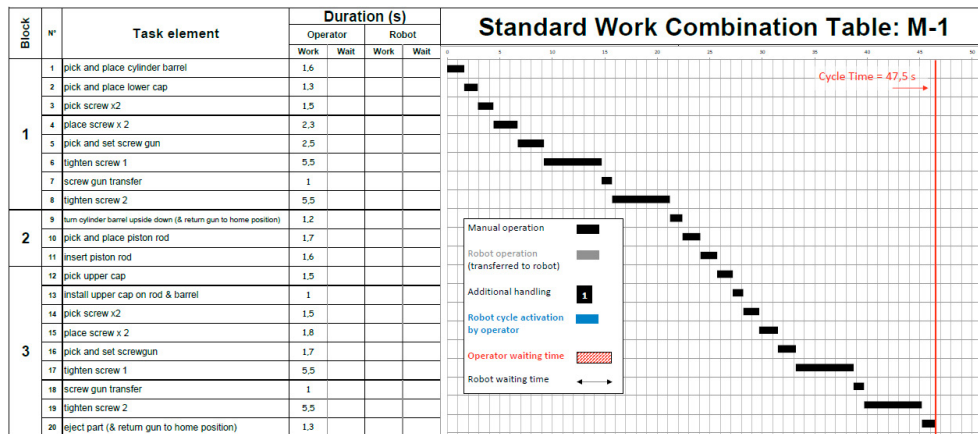 Standard Work Combination Table: M-1
Block N° Task element Duration (s)
Operator Robot
Work Wait Work Wait
0 5 10 15 20 25 30 35 40 45 50
1
1 pick and place cylinder barrel 1,6
2 pick and place lower cap 1,3
3 pick screw x2 1,5
4 place screw x 2 2,3
5 pick and set screw gun 2,5
6 tighten screw 1 5,5
7 screw gun transfer 1
8 tighten screw 2 5,5
2
9 turn cylinder barrel upside down (& return gun to home position) 1,2
10 pick and place piston rod 1,7
11 insert piston rod 1,6
3
12 pick upper cap 1,5
13 install upper cap on rod & barrel 1
14 pick screw x2 1,5
15 place screw x 2 1,8
16 pick and set screwgun 1,7
17 tighten screw 1 5,5
18 screw gun transfer 1
19 tighten screw 2 5,5
20 eject part (& return gun to home position) 1,3
Cycle Time = 47,5 s
Manual operation
Robot operation
(transferred to robot)
Additional handling 1
Robot cycle activation
by operator
Operator waiting time
Robot waiting time